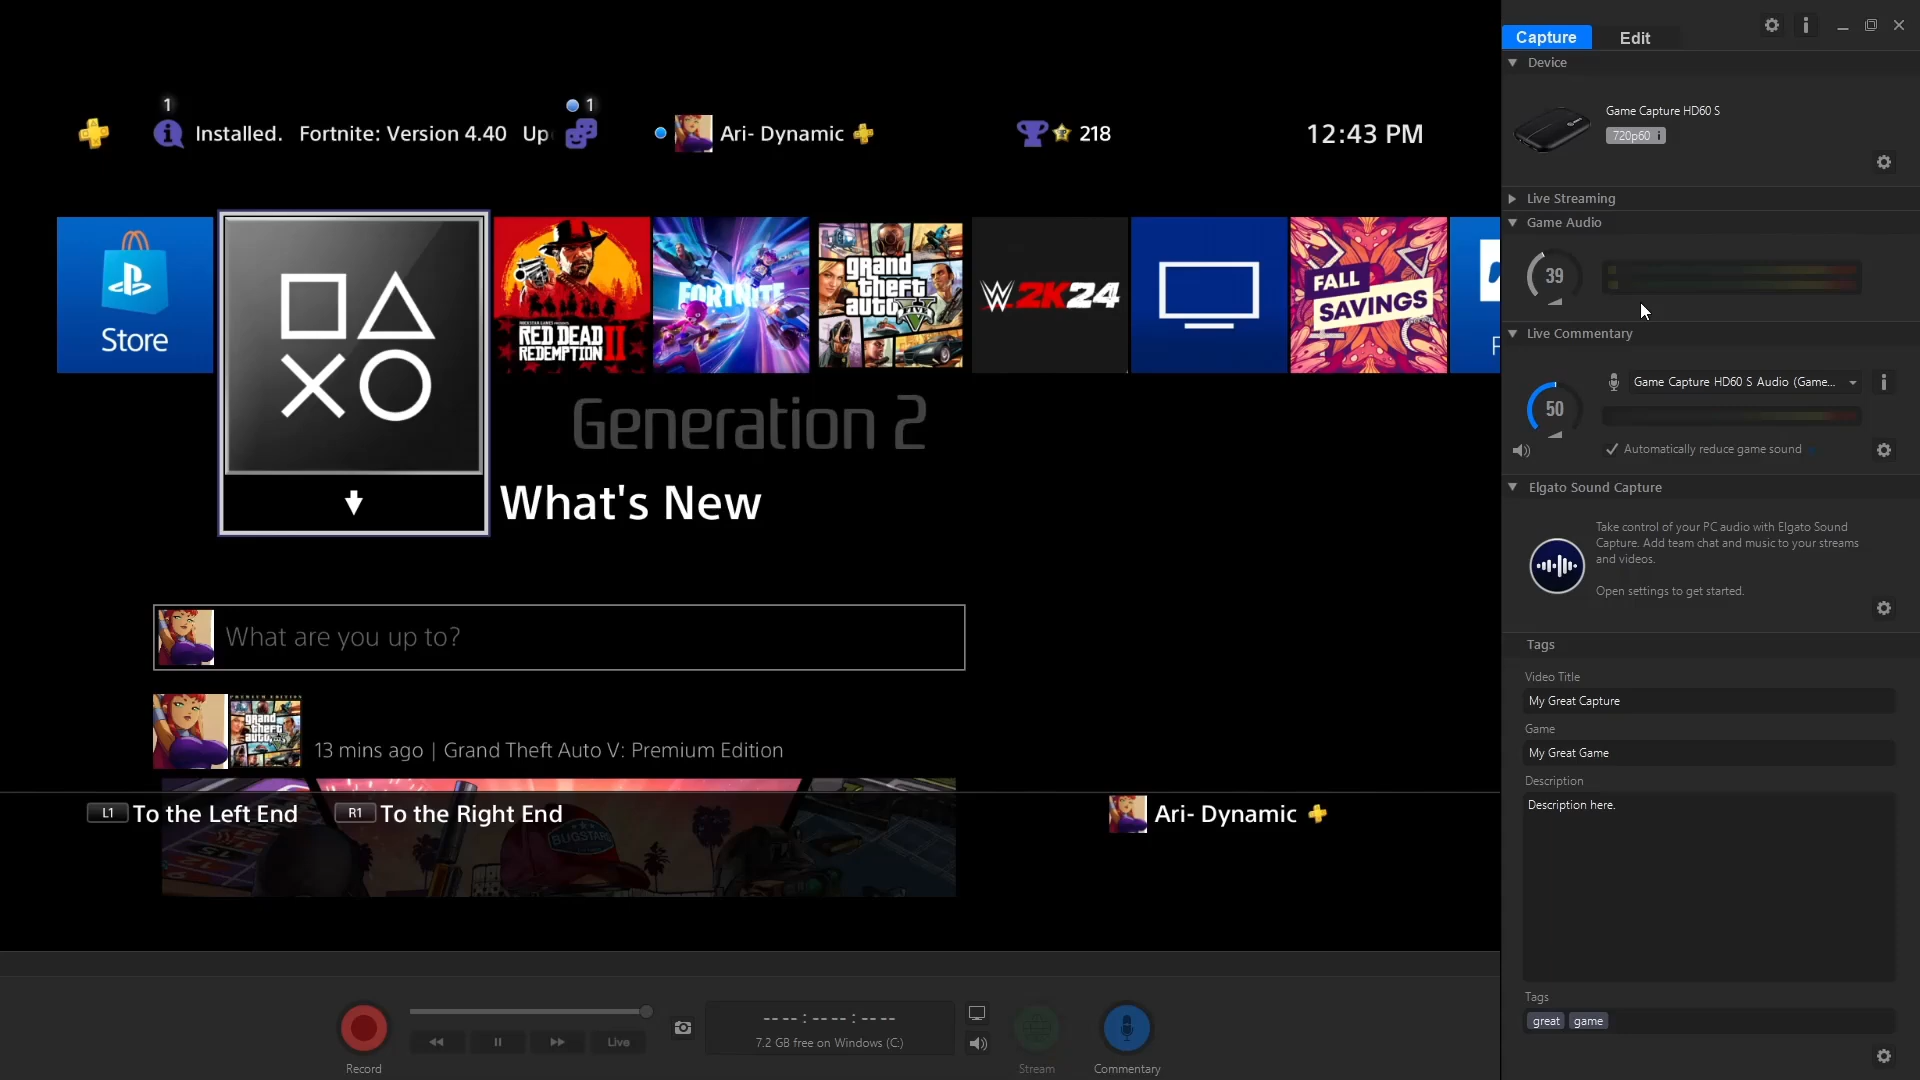 Capture
Edit
Device
1
1
Installed. Fortnite: Version 4.40 Up
Ari- Dynamic
218
12:43 PM
Game Capture HD60 S
720p60 i
Live Streaming
Game Audio
39
Store
RED DEAD
REDEMPTION II
FORTNITE
grand
theft
auto
FIVE
W 2K24
FALL
SAVINGS
Generation 2
What's New
Live Commentary
Game Capture HD60 S Audio (Game...
50
Automatically reduce game sound
Elgato Sound Capture
Take control of your PC audio with Elgato Sound
Capture. Add team chat and music to your streams
and videos.
Open settings to get started.
What are you up to?
PREMIUM EDITION
grand
theft
auto
13 mins ago | Grand Theft Auto V: Premium Edition
BUGSTARS
L1 To the Left End
R1 To the Right End
Ari- Dynamic
Tags
Video Title
My Great Capture
Game
My Great Game
Description
Description here.
Tags
great
game
Live
-- -- : -- -- : -- --
7.2 GB free on Windows (C:)
Record
Stream
Commentary